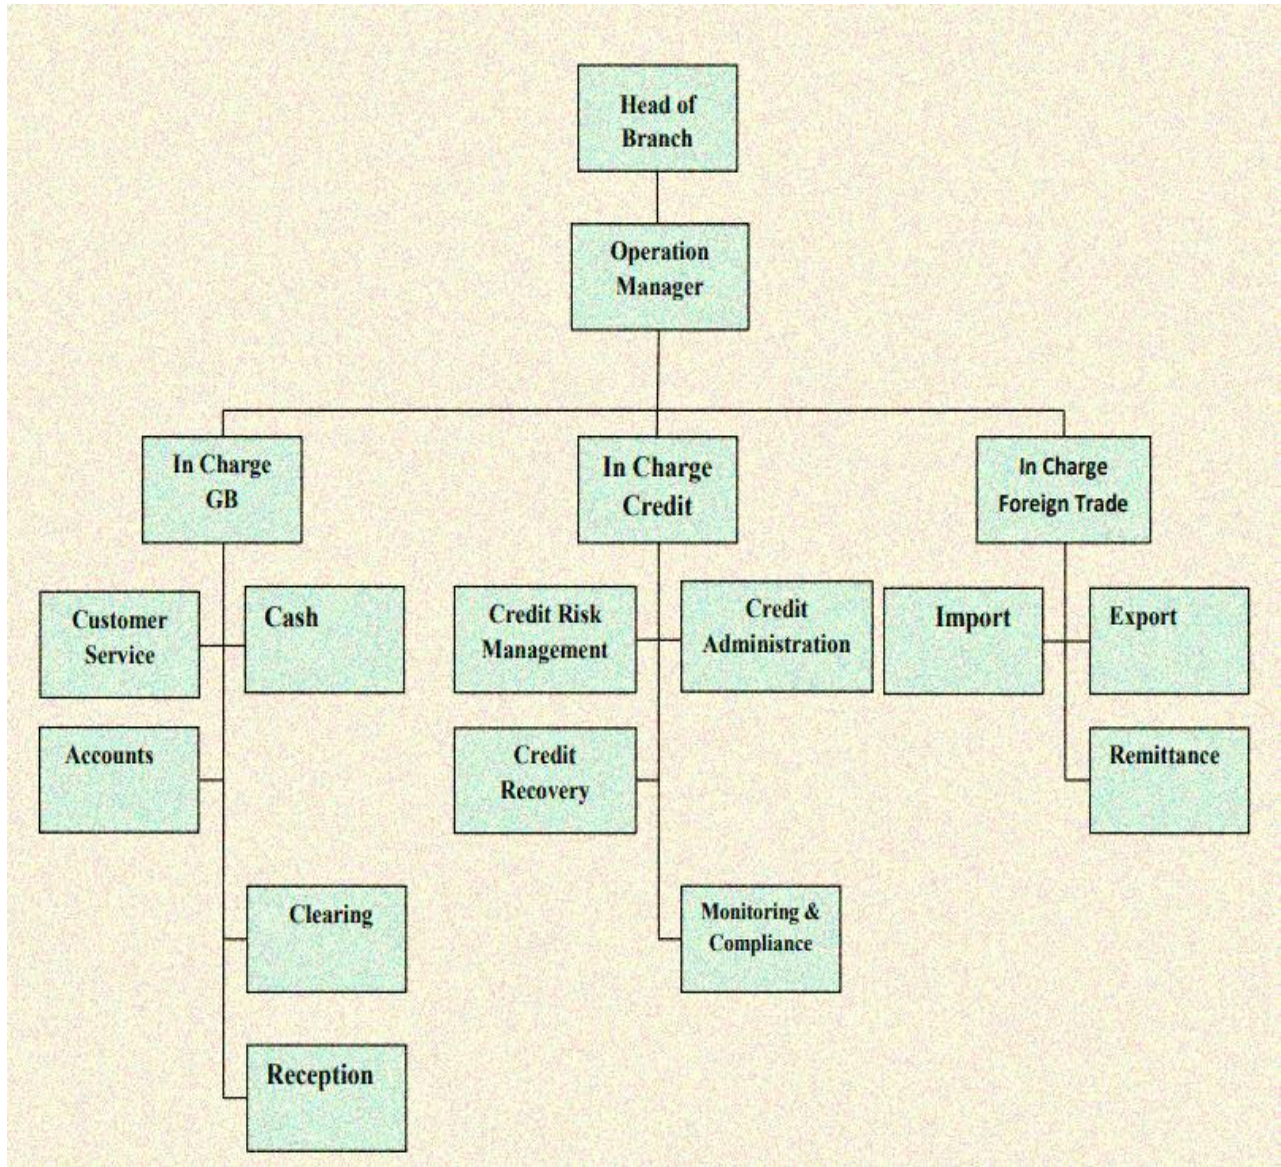 Head of
Branch
Operation
Manager
In Charge
GB
In Charge
Credit
In Charge
Foreign Trade
Customer
Service
Cash
Credit Risk
Management
Credit
Administration
Import
Export
Accounts
Credit
Recovery
Remittance
Clearing
Monitoring &
Compliance
Reception